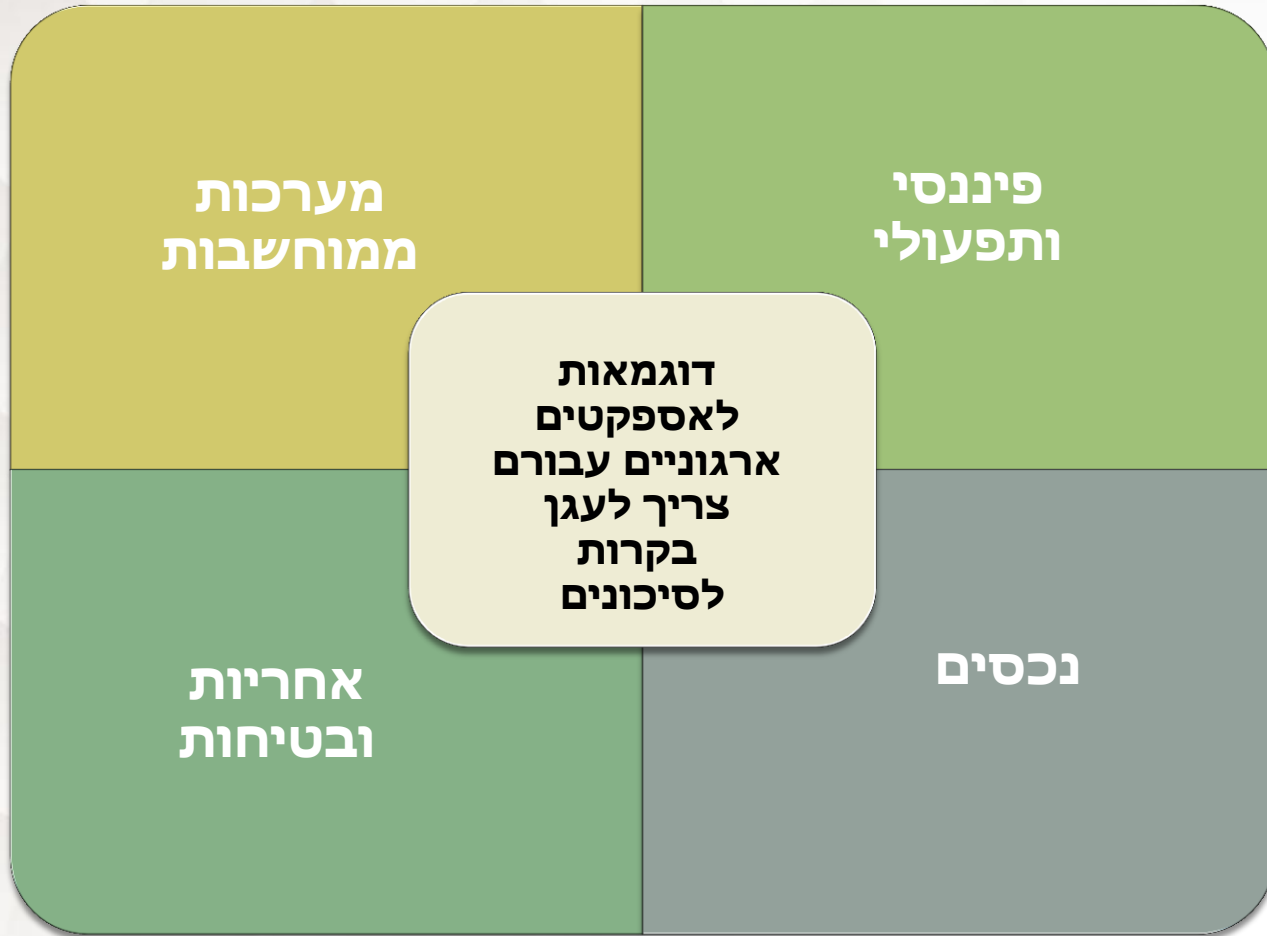 פיננסי
ותפעולי
מערכות
ממוחשבות
דוגמאות
לאספקטים
ארגוניים עבורם
צריך לעגן
בקרות
לסיכונים
נכסים
אחריות
ובטיחות